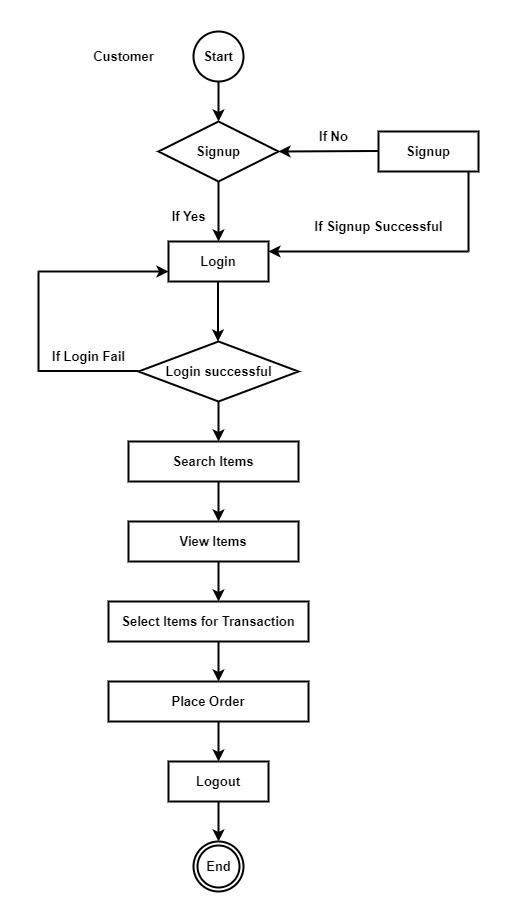 Customer
Start
Signup
If No
Signup
If Yes
If Signup Successful
Login
If Login Fail
Login successful
Search Items
View Items
Select Items for Transaction
Place Order
Logout
End